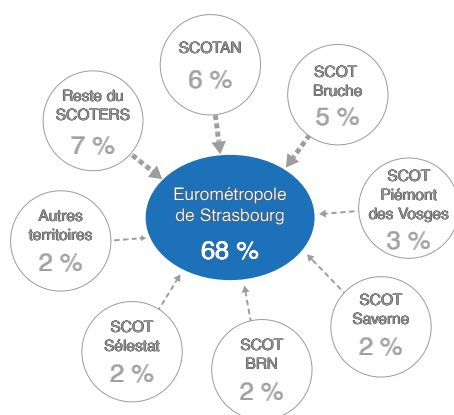 SCOTAN
6 %
SCOT
Bruche
5 %
Reste du
SCOTERS
7 %
Eurométropole
de Strasbourg
68 %
SCOT
Piémont
des Vosges
3 %
Autres
territoires
2 %
SCOT
Saverne
2 %
SCOT
Sélestat
2 %
SCOT
BRN
2 %